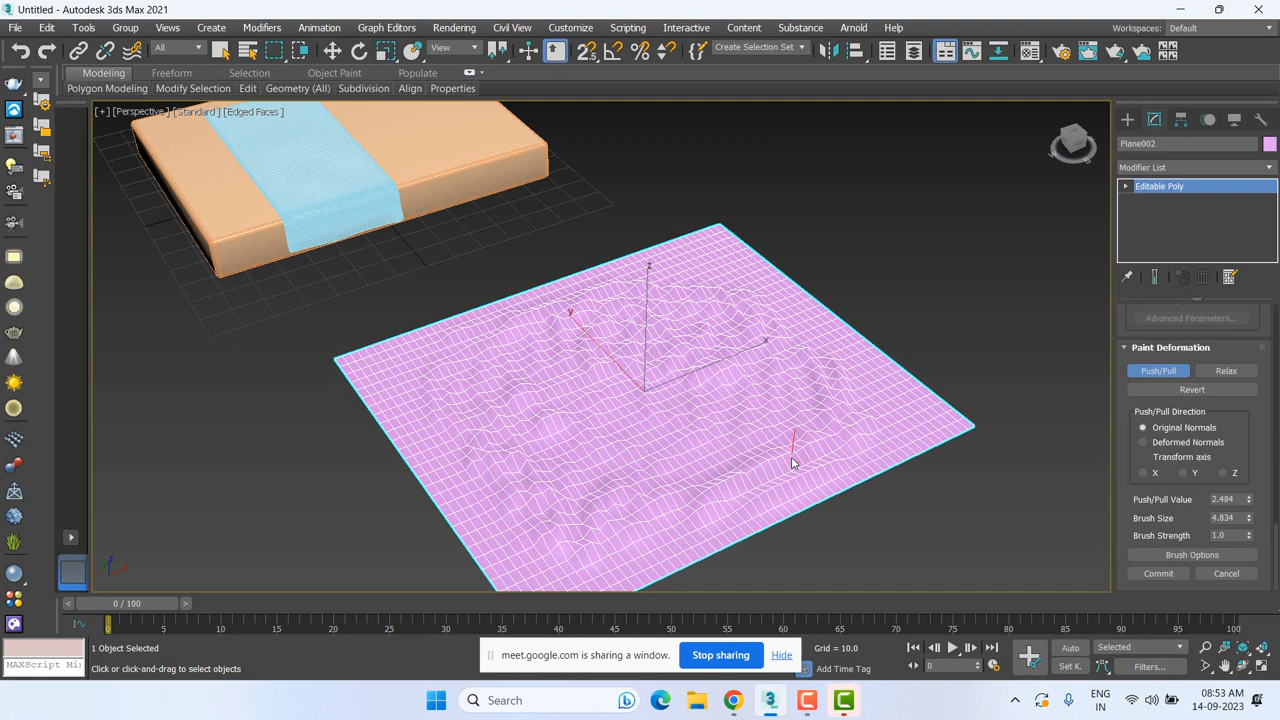 Untitled - Autodesk 3ds Max 2021
File Edit Tools Group Views Create Modifiers Animation Graph Editors Rendering Civil View Customize Scripting Interactive Content Substance Arnold Help
Workspaces: Default
All View Create Selection Set
Modeling Freeform Selection Object Paint Populate
Polygon Modeling Modify Selection Edit Geometry (All) Subdivision Align Properties
[+] [Perspective] [Standard] [Edged Faces]
Plane002
Modifier List
Editable Poly
z
y
x
Advanced Parameters...
Paint Deformation
Push/Pull Relax
Revert
Push/Pull Direction
Original Normals
Deformed Normals
Transform axis
X Y Z
Push/Pull Value 2.484
Brush Size 4.834
Brush Strength 1.0
Brush Options
Commit Cancel
z
< 0 / 100 >
0 5 10 15 20 25 30 35 40 45 50 55 60 65 70 75 80 85 90 95 100
1 Object Selected
MAXScript Mi
Click or click-and-drag to select objects
meet.google.com is sharing a window. Stop sharing Hide
Grid = 10.0
Add Time Tag
0
Auto Selected
Set K. Filters...
Search
ENG
IN
08:53 AM
14-09-2023